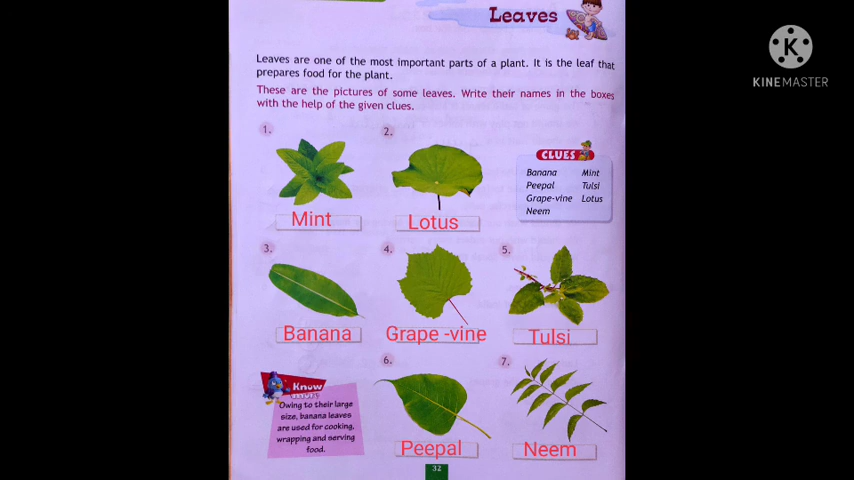 Leaves
K
KINEMASTER
Leaves are one of the most important parts of a plant. It is the leaf that
prepares food for the plant.
These are the pictures of some leaves. Write their names in the boxes
with the help of the given clues.
1.
2.
CLUES
Banana Mint
Peepal Tulsi
Grape-vine Lotus
Neem
Mint
Lotus
3.
4.
5.
Banana
Grape -vine
Tulsi
6.
7.
Know
More
Owing to their large
size, banana leaves
are used for cooking,
wrapping and serving
food.
Peepal
Neem
32